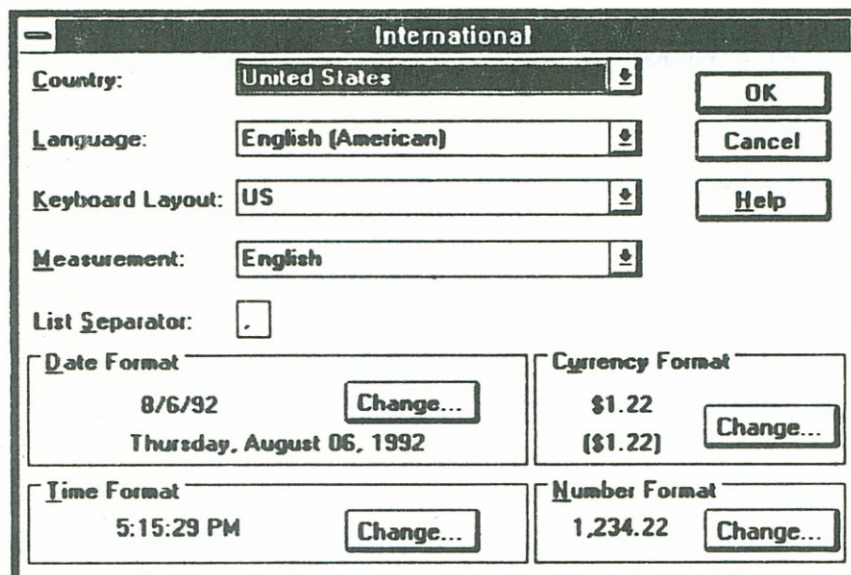 International
Country: United States
OK
Language: English (American)
Cancel
Keyboard Layout: US
Help
Measurement: English
List Separator: ,
Date Format
8/6/92
Change...
Thursday, August 06, 1992
Currency Format
$1.22
($1.22)
Change...
Time Format
5:15:29 PM
Change...
Number Format
1,234.22
Change...